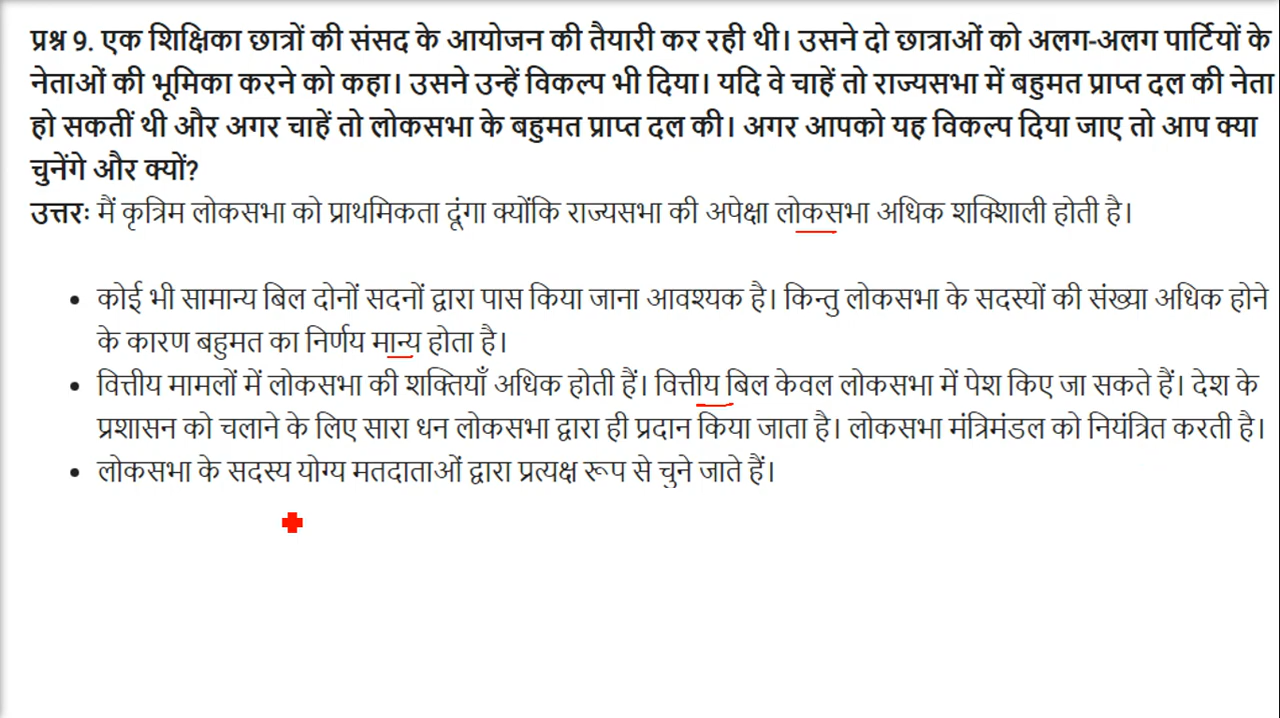 प्रश्न 9. एक शिक्षिका छात्रों की संसद के आयोजन की तैयारी कर रही थी। उसने दो छात्राओं को अलग-अलग पार्टियों के
नेताओं की भूमिका करने को कहा। उसने उन्हें विकल्प भी दिया। यदि वे चाहें तो राज्यसभा में बहुमत प्राप्त दल की नेता
हो सकतीं थी और अगर चाहें तो लोकसभा के बहुमत प्राप्त दल की। अगर आपको यह विकल्प दिया जाए तो आप क्या
चुनेंगे और क्यों?
उत्तरः मैं कृत्रिम लोकसभा को प्राथमिकता दूंगा क्योंकि राज्यसभा की अपेक्षा लोकसभा अधिक शक्शािली होती है।
• कोई भी सामान्य बिल दोनों सदनों द्वारा पास किया जाना आवश्यक है। किन्तु लोकसभा के सदस्यों की संख्या अधिक होने
के कारण बहुमत का निर्णय मान्य होता है।
• वित्तीय मामलों में लोकसभा की शक्तियाँ अधिक होती हैं। वित्तीय बिल केवल लोकसभा में पेश किए जा सकते हैं। देश के
प्रशासन को चलाने के लिए सारा धन लोकसभा द्वारा ही प्रदान किया जाता है। लोकसभा मंत्रिमंडल को नियंत्रित करती है।
• लोकसभा के सदस्य योग्य मतदाताओं द्वारा प्रत्यक्ष रूप से चुने जाते हैं।